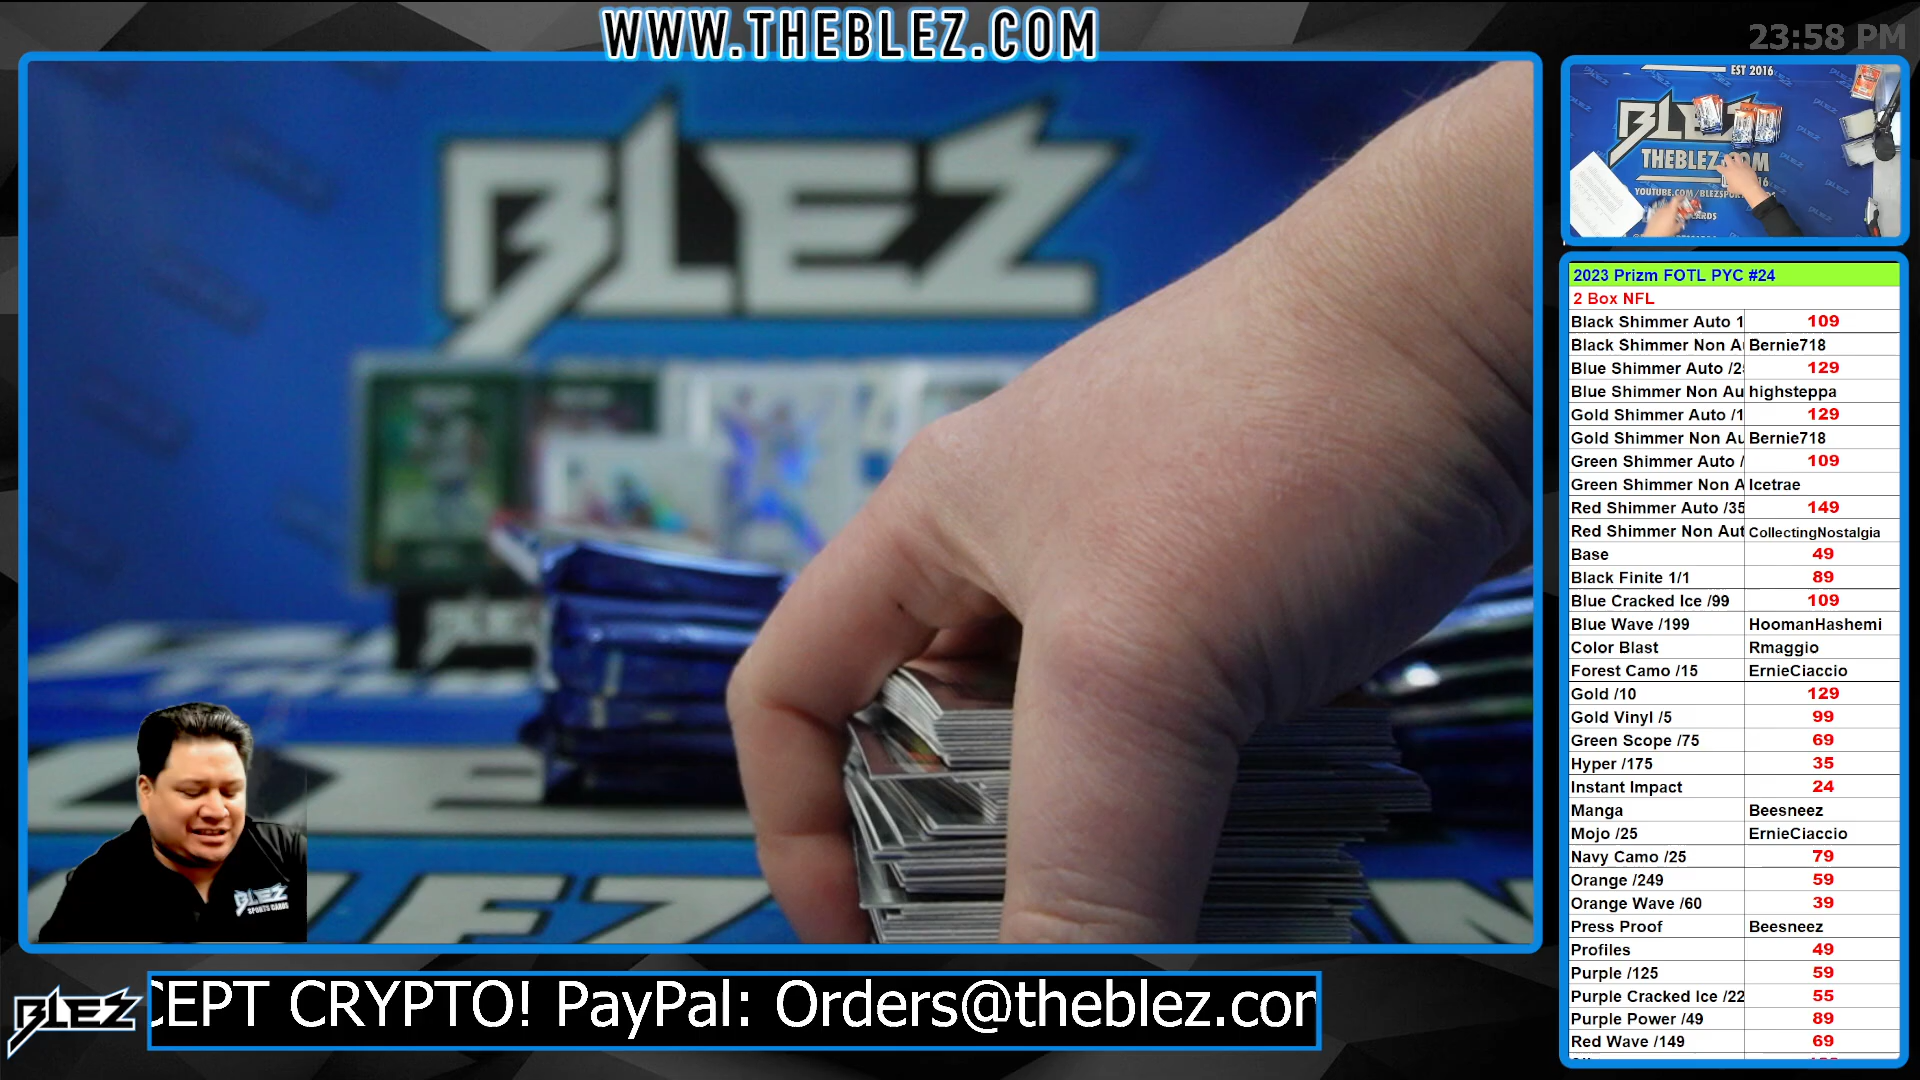 WWW.THEBLEZ.COM
23:58 PM
BLEZ
EST 2016
BLEZ
THEBLEZ.COM
2023 Prizm FOTL PYC #24
2 Box NFL
Black Shimmer Auto 1 109
Black Shimmer Non A Bernie718
Blue Shimmer Auto /2 129
Blue Shimmer Non Au highsteppa
Gold Shimmer Auto /1 129
Gold Shimmer Non Au Bernie718
Green Shimmer Auto / 109
Green Shimmer Non A Icetrae
Red Shimmer Auto /35 149
Red Shimmer Non Aut CollectingNostalgia
Base 49
Black Finite 1/1 89
Blue Cracked Ice /99 109
Blue Wave /199 HoomanHashemi
Color Blast Rmaggio
Forest Camo /15 ErnieCiaccio
Gold /10 129
Gold Vinyl /5 99
Green Scope /75 69
Hyper /175 35
Instant Impact 24
Manga Beesneez
Mojo /25 ErnieCiaccio
Navy Camo /25 79
Orange /249 59
Orange Wave /60 39
Press Proof Beesneez
Profiles 49
Purple /125 59
Purple Cracked Ice /22 55
Purple Power /49 89
Red Wave /149 69
BLEZ
SPORTS CARDS
BLEZ
CEPT CRYPTO! PayPal: Orders@theblez.com